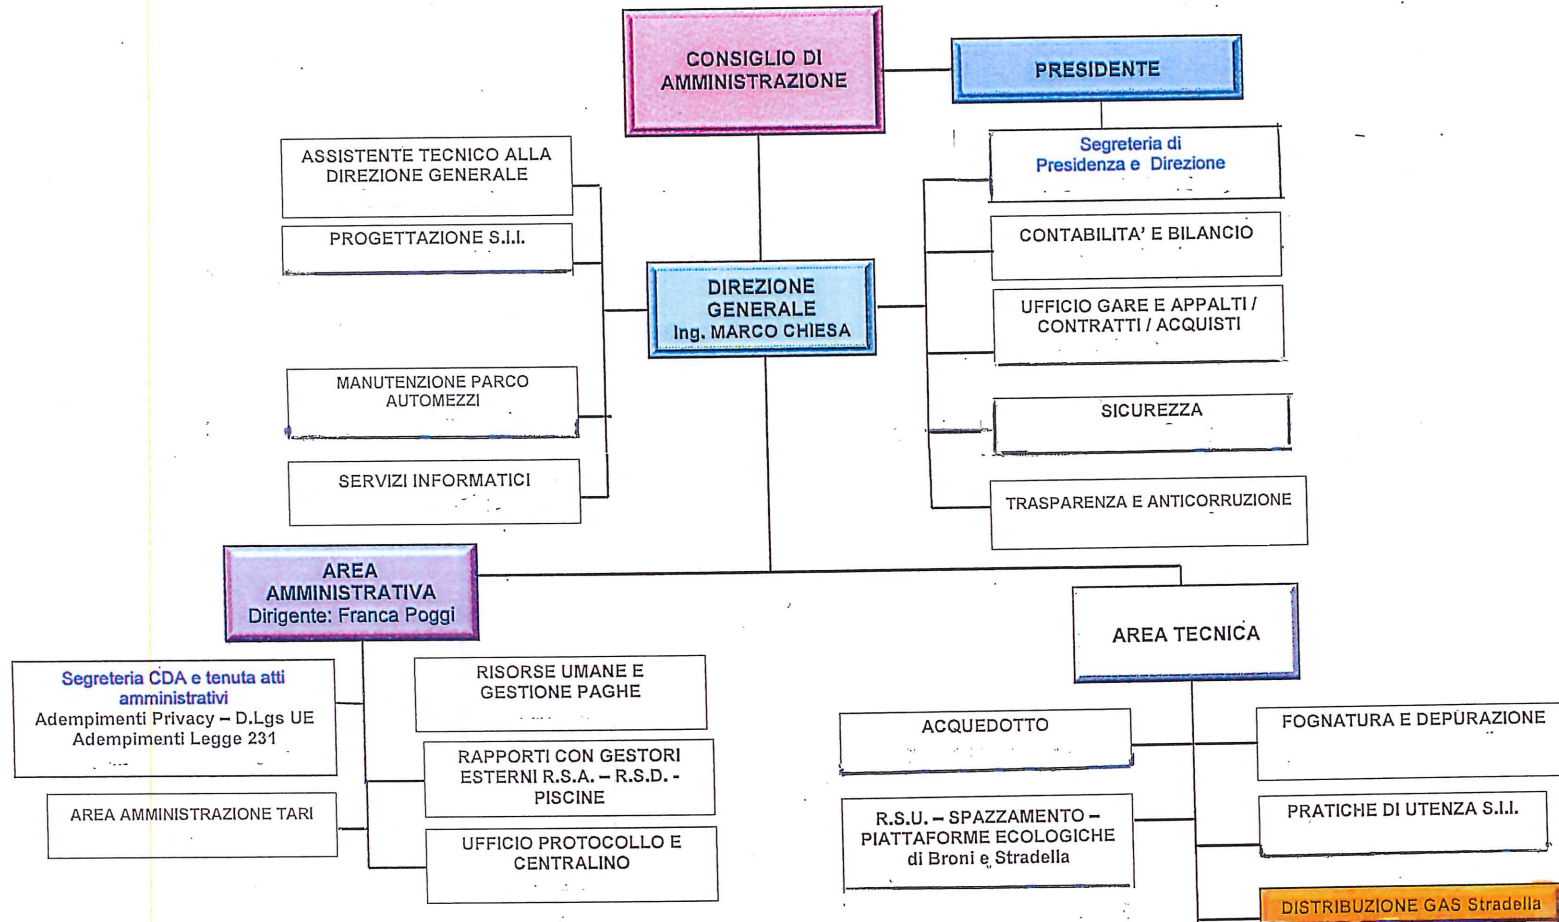 CONSIGLIO DI
AMMINISTRAZIONE
PRESIDENTE
ASSISTENTE TECNICO ALLA
DIREZIONE GENERALE
Segreteria di
Presidenza e Direzione
PROGETTAZIONE S.I.I.
CONTABILITA' E BILANCIO
DIREZIONE
GENERALE
Ing. MARCO CHIESA
UFFICIO GARE E APPALTI /
CONTRATTI / ACQUISTI
MANUTENZIONE PARCO
AUTOMEZZI
SICUREZZA
SERVIZI INFORMATICI
TRASPARENZA E ANTICORRUZIONE
AREA
AMMINISTRATIVA
Dirigente: Franca Poggi
AREA TECNICA
Segreteria CDA e tenuta atti
amministrativi
Adempimenti Privacy – D.Lgs UE
Adempimenti Legge 231
RISORSE UMANE E
GESTIONE PAGHE
ACQUEDOTTO
FOGNATURA E DEPURAZIONE
RAPPORTI CON GESTORI
ESTERNI R.S.A. – R.S.D. -
PISCINE
AREA AMMINISTRAZIONE TARI
R.S.U. – SPAZZAMENTO –
PIATTAFORME ECOLOGICHE
di Broni e Stradella
PRATICHE DI UTENZA S.I.I.
UFFICIO PROTOCOLLO E
CENTRALINO
DISTRIBUZIONE GAS Stradella